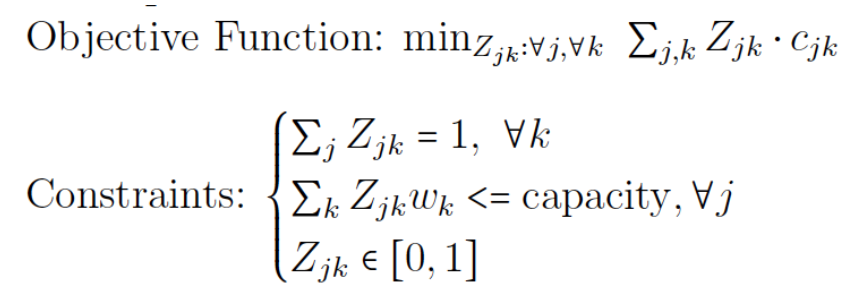 Objective Function: min_{Z_{jk}:∀j,∀k} ∑_{j,k} Z_{jk} · c_{jk}
Constraints: { ∑_j Z_{jk} = 1, ∀k
∑_k Z_{jk}w_k <= capacity, ∀j
Z_{jk} ∈ [0, 1]